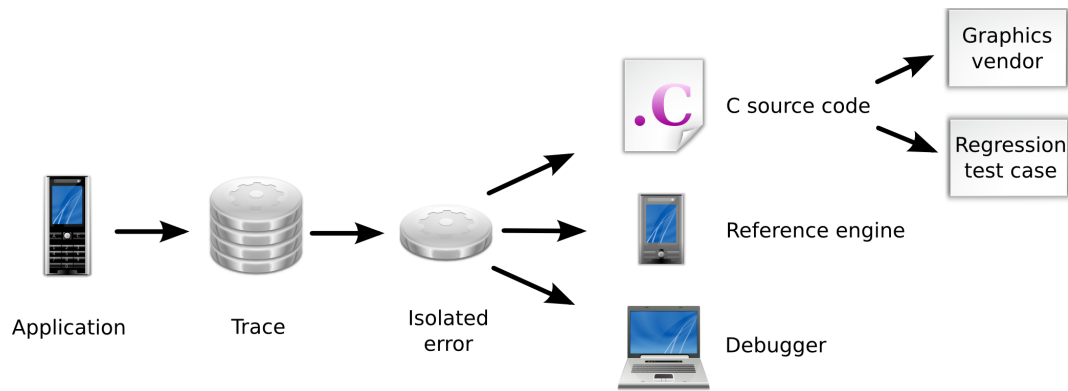 Application
Trace
Isolated
error
.C
C source code
Reference engine
Debugger
Graphics
vendor
Regression
test case